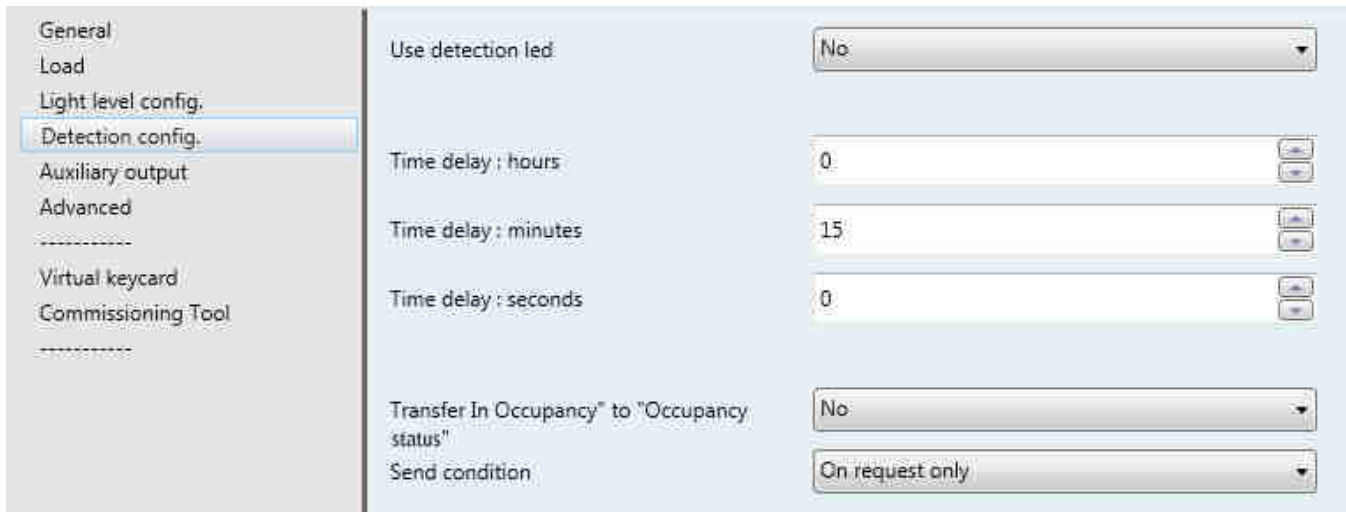 General
Load
Light level config.
Detection config.
Auxiliary output
Advanced
-----------
Virtual keycard
Commissioning Tool
-----------
Use detection led
No
Time delay : hours
0
Time delay : minutes
15
Time delay : seconds
0
Transfer In Occupancy" to "Occupancy
status"
No
Send condition
On request only